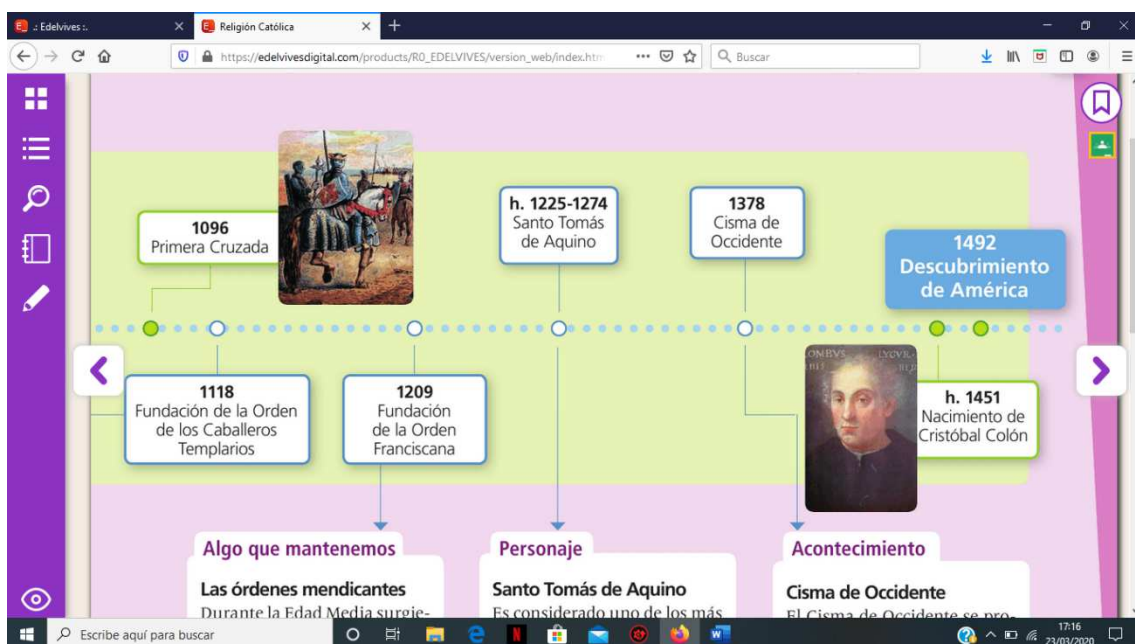 .: Edelvives :.
Religión Católica
https://edelvivesdigital.com/products/R0_EDELVIVES/version_web/index.htm
Buscar
1096
Primera Cruzada
h. 1225-1274
Santo Tomás
de Aquino
1378
Cisma de
Occidente
1492
Descubrimiento
de América
1118
Fundación de la Orden
de los Caballeros
Templarios
1209
Fundación
de la Orden
Franciscana
h. 1451
Nacimiento de
Cristóbal Colón
Algo que mantenemos
Las órdenes mendicantes
Durante la Edad Media surgie-
Personaje
Santo Tomás de Aquino
Es considerado uno de los más
Acontecimiento
Cisma de Occidente
El Cisma de Occidente se pro-
Escribe aquí para buscar
17:16
23/03/2020